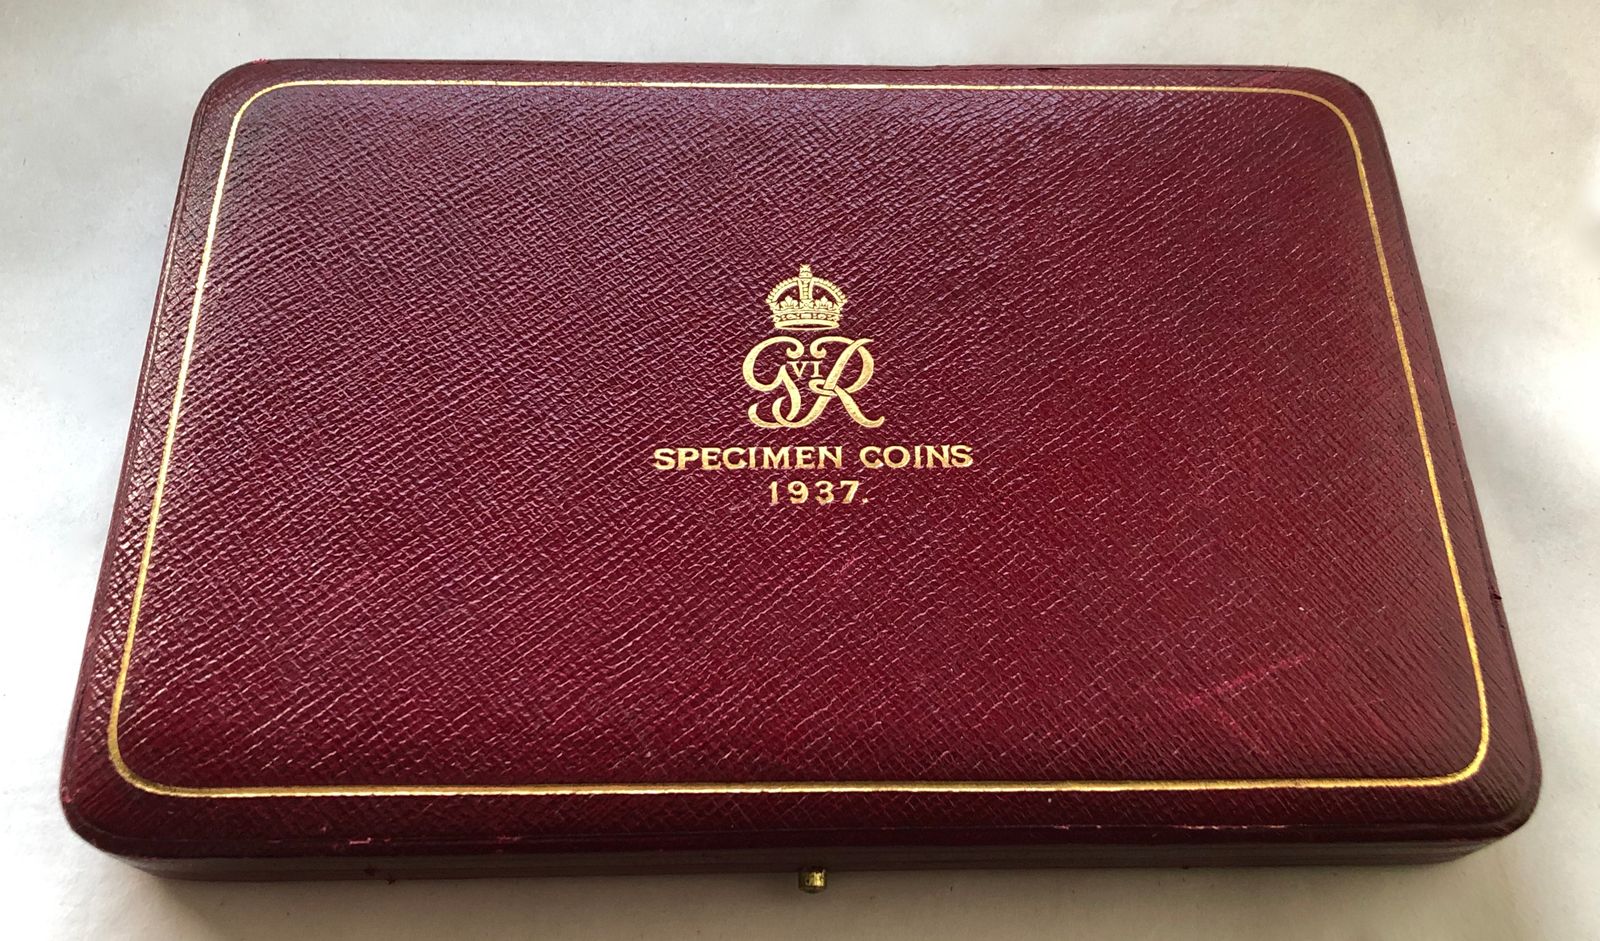 GVIR
SPECIMEN COINS
1937.